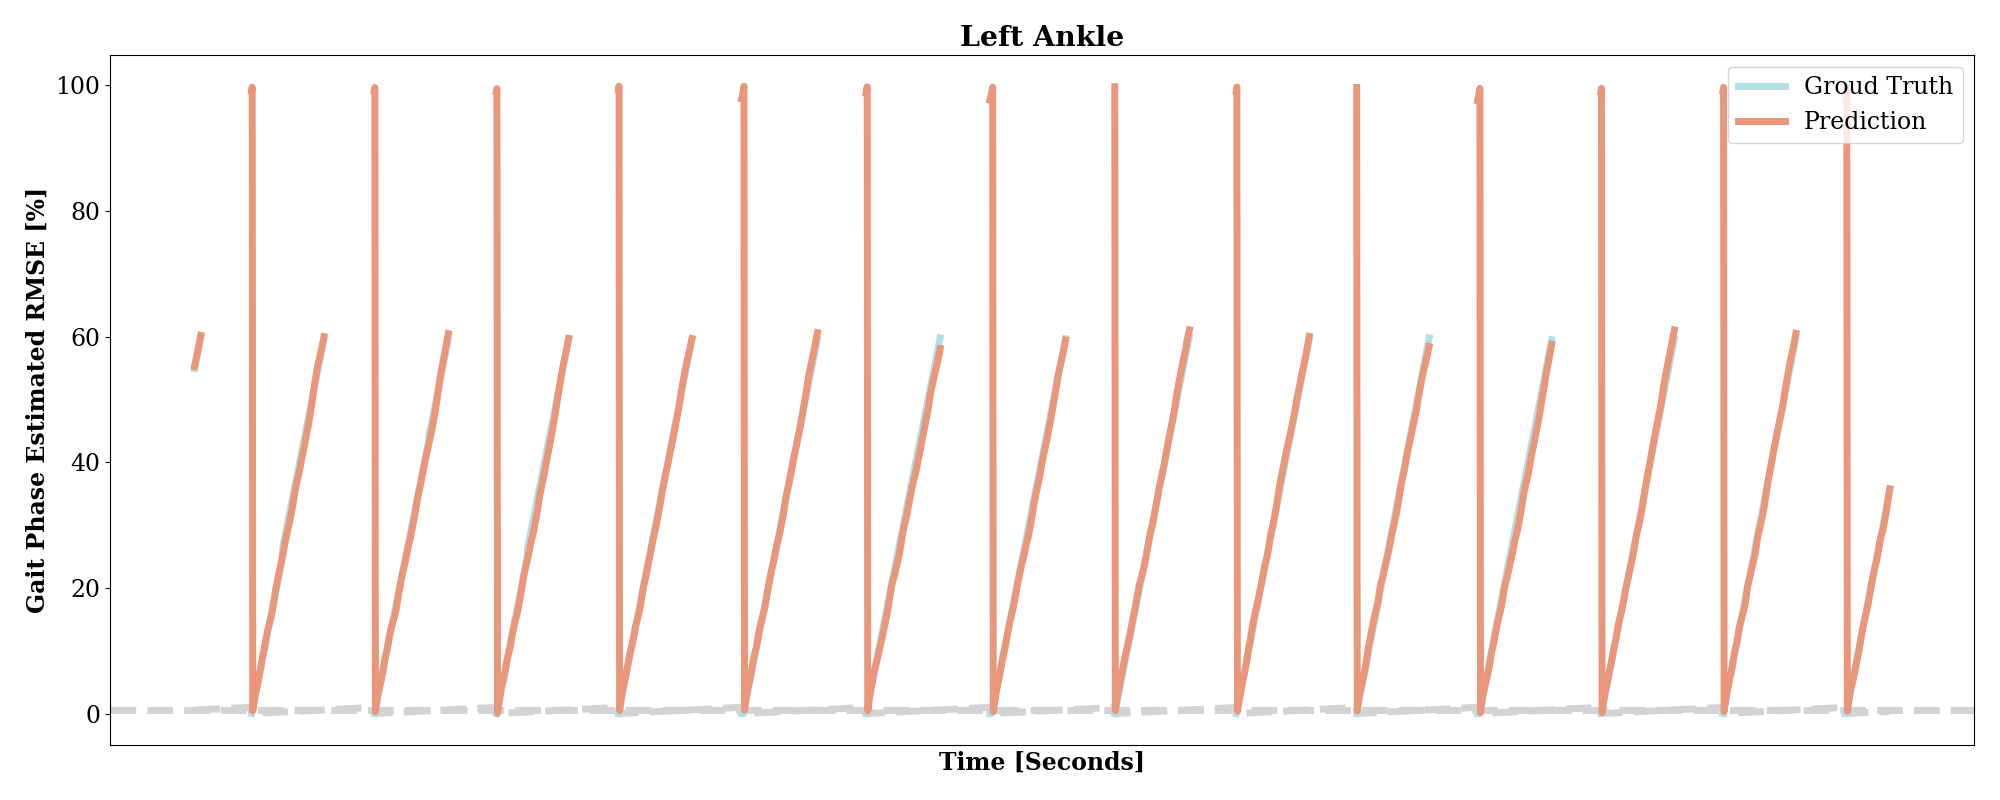 Left Ankle
Gait Phase Estimated RMSE [%]
100
80
60
40
20
0
Groud Truth
Prediction
Time [Seconds]